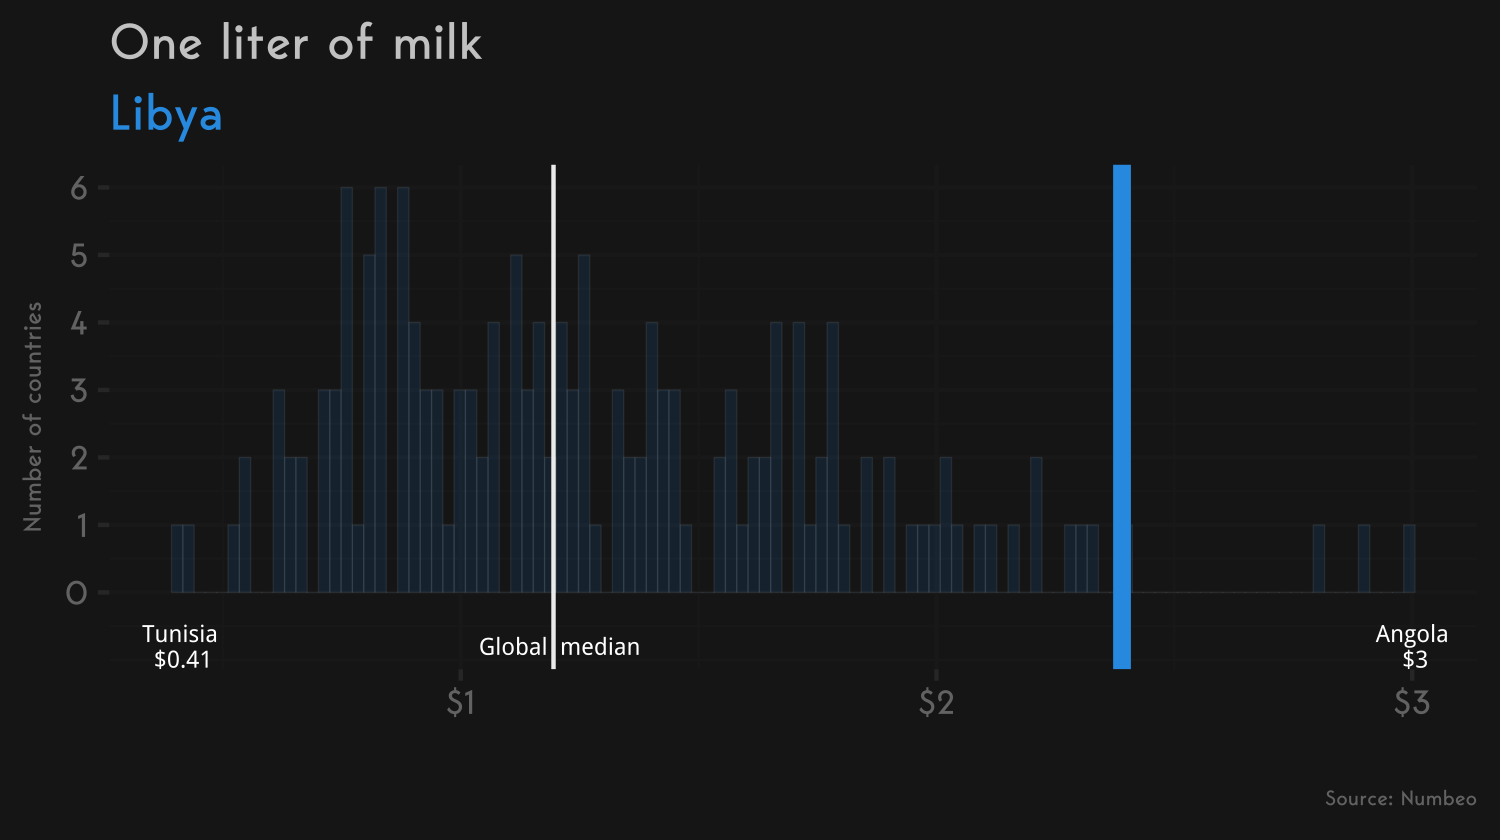 One liter of milk
Libya
Number of countries
6
5
4
3
2
1
0
Tunisia
$0.41
Global median
Angola
$3
$1 $2 $3
Source: Numbeo